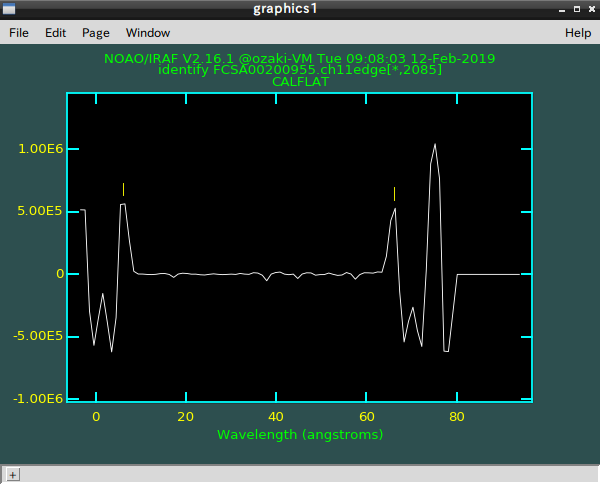 graphics1
File Edit Page Window Help
NOAO/IRAF V2.16.1 @ozaki-VM Tue 09:08:03 12-Feb-2019
identify FCSA00200955.ch11edge[*,2085]
CALFLAT
1.00E6
5.00E5
0
-5.00E5
-1.00E6
0 20 40 60 80
Wavelength (angstroms)
+